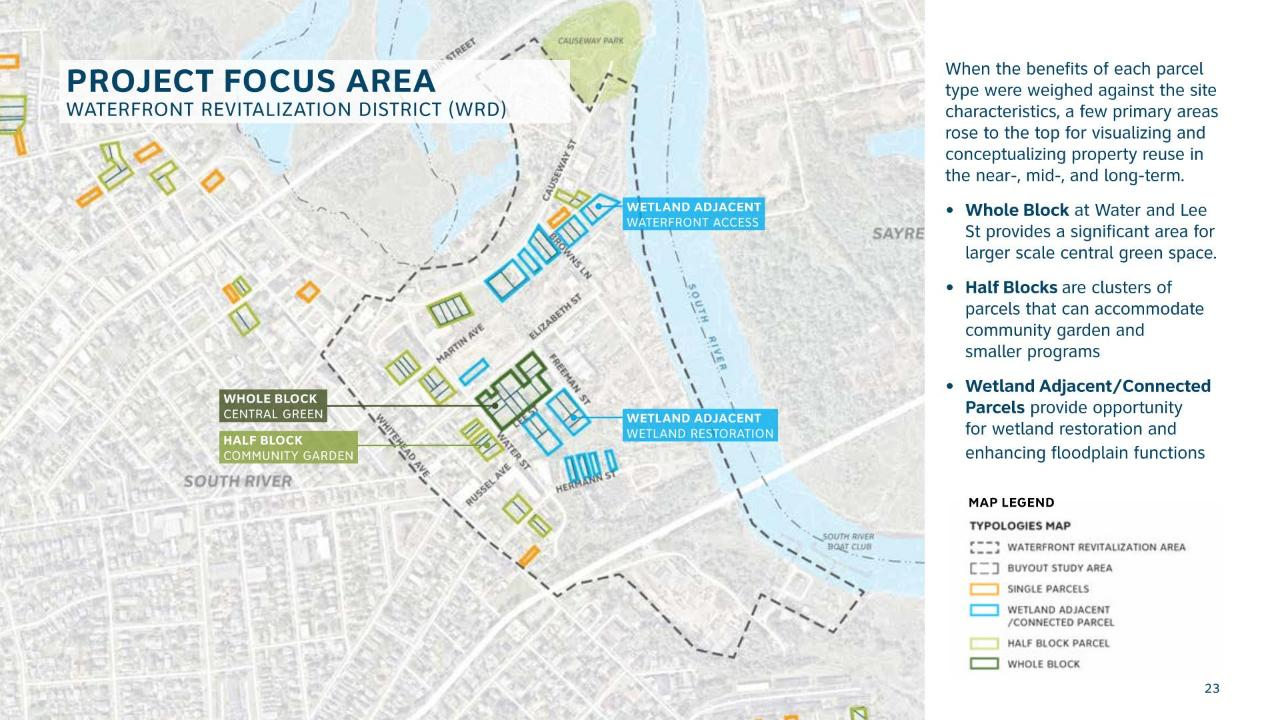 PROJECT FOCUS AREA
WATERFRONT REVITALIZATION DISTRICT (WRD)
STREET
CAUSEWAY PARK
CAUSEWAY ST
WETLAND ADJACENT
WATERFRONT ACCESS
BROWNS LN
SAYRE
SOUTH RIVER
ELIZABETH ST
MARTIN AVE
FREEMAN ST
WHOLE BLOCK
CENTRAL GREEN
WETLAND ADJACENT
WETLAND RESTORATION
HALF BLOCK
COMMUNITY GARDEN
WHITEHEAD AVE
WATER ST
RUSSEL AVE
HERMANN ST
SOUTH RIVER
SOUTH RIVER
BOAT CLUB
When the benefits of each parcel
type were weighed against the site
characteristics, a few primary areas
rose to the top for visualizing and
conceptualizing property reuse in
the near-, mid-, and long-term.
• Whole Block at Water and Lee
St provides a significant area for
larger scale central green space.
• Half Blocks are clusters of
parcels that can accommodate
community garden and
smaller programs
• Wetland Adjacent/Connected
Parcels provide opportunity
for wetland restoration and
enhancing floodplain functions
MAP LEGEND
TYPOLOGIES MAP
WATERFRONT REVITALIZATION AREA
BUYOUT STUDY AREA
SINGLE PARCELS
WETLAND ADJACENT
/CONNECTED PARCEL
HALF BLOCK PARCEL
WHOLE BLOCK
23